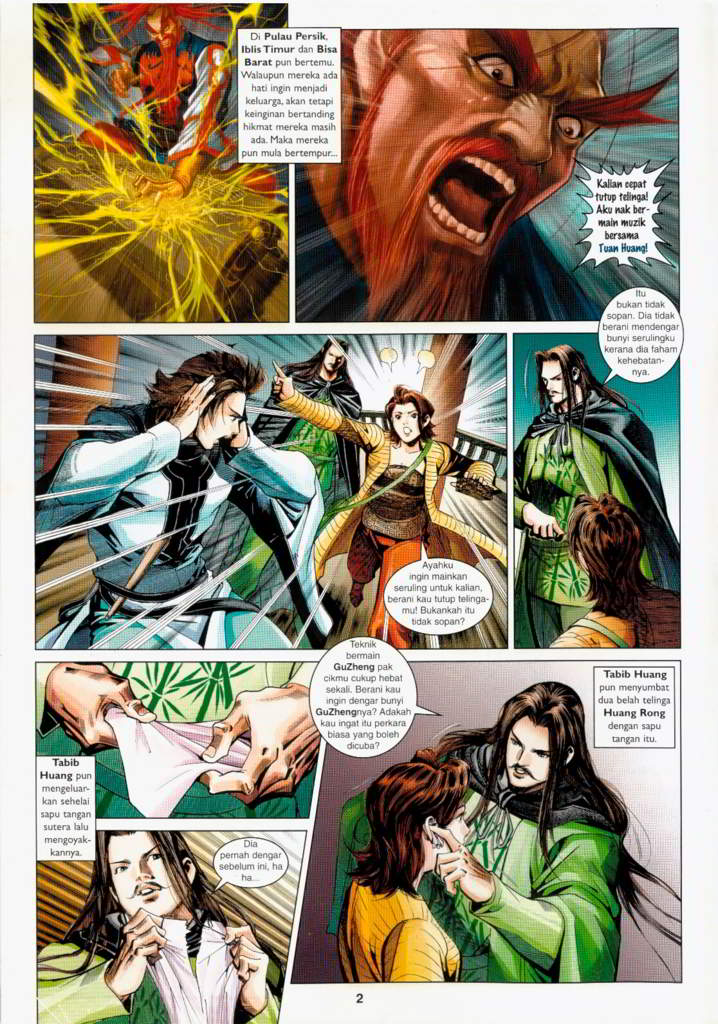 Di Pulau Persik,
Iblis Timur dan Bisa
Barat pun bertemu.
Walaupun mereka ada
hati ingin menjadi
keluarga, akan tetapi
keinginan bertanding
hikmat mereka masih
ada. Maka mereka
pun mula bertempur...
Kalian cepat
tutup telinga!
Aku nak ber-
main muzik
bersama
Tuan Huang!
Itu
bukan tidak
sopan. Dia tidak
berani mendengar
bunyi serulingku
kerana dia faham
kehebatan-
nya.
Ayahku
ingin mainkan
seruling untuk kalian,
berani kau tutup telinga-
mu! Bukankah itu
tidak sopan?
Teknik
bermain
GuZheng pak
cikmu cukup hebat
sekali. Berani kau
ingin dengar bunyi
GuZhengnya? Adakah
kau ingat itu perkara
biasa yang boleh
dicuba?
Tabib Huang
pun menyumbat
dua belah telinga
Huang Rong
dengan sapu
tangan itu.
Tabib
Huang pun
mengeluar-
kan sehelai
sapu tangan
sutera lalu
mengoyak-
kannya.
Dia
pernah dengar
sebelum ini, ha
ha...
2